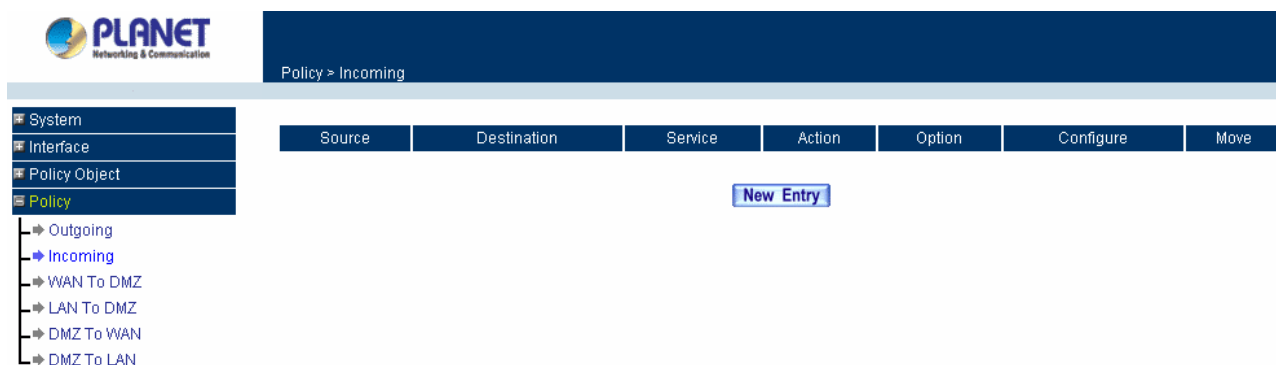 PLANET
Networking & Communication
Policy > Incoming
System
Interface
Policy Object
Policy
Outgoing
Incoming
WAN To DMZ
LAN To DMZ
DMZ To WAN
DMZ To LAN
Source Destination Service Action Option Configure Move
New Entry